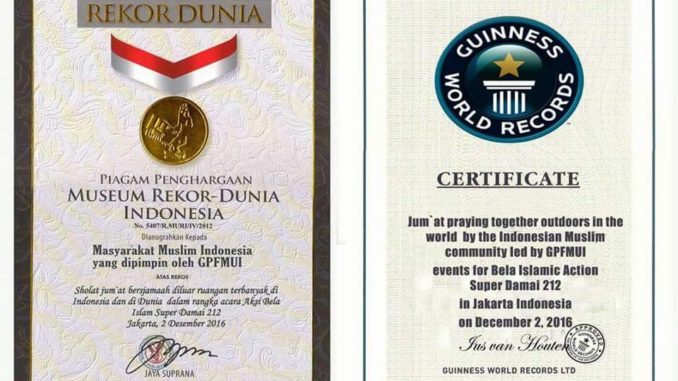 REKOR DUNIA
PIAGAM PENGHARGAAN
MUSEUM REKOR-DUNIA
INDONESIA
No. 5407/R.MURI/IV/2012
Dianugrahkan Kepada
Masyarakat Muslim Indonesia
yang dipimpin oleh GPFMUI
ATAS REKOR
Sholat jum'at bersjamaah diluar ruangan terbanyak di
Indonesia dan di Dunia dalam rangka acara Aksi Bela
Islam Super Damai 212
Jakarta, 2 Desember 2016
JAYA SUPRANA
GUINNESS
WORLD RECORDS
CERTIFICATE
Jum`at praying together outdoors in the
world by the Indonesian Muslim
community led by GPFMUI
events for Bela Islamic Action
Super Damai 212
in Jakarta Indonesia
on December 2, 2016
Jus van Houten
APPROVED
GUINNESS WORLD RECORDS LTD